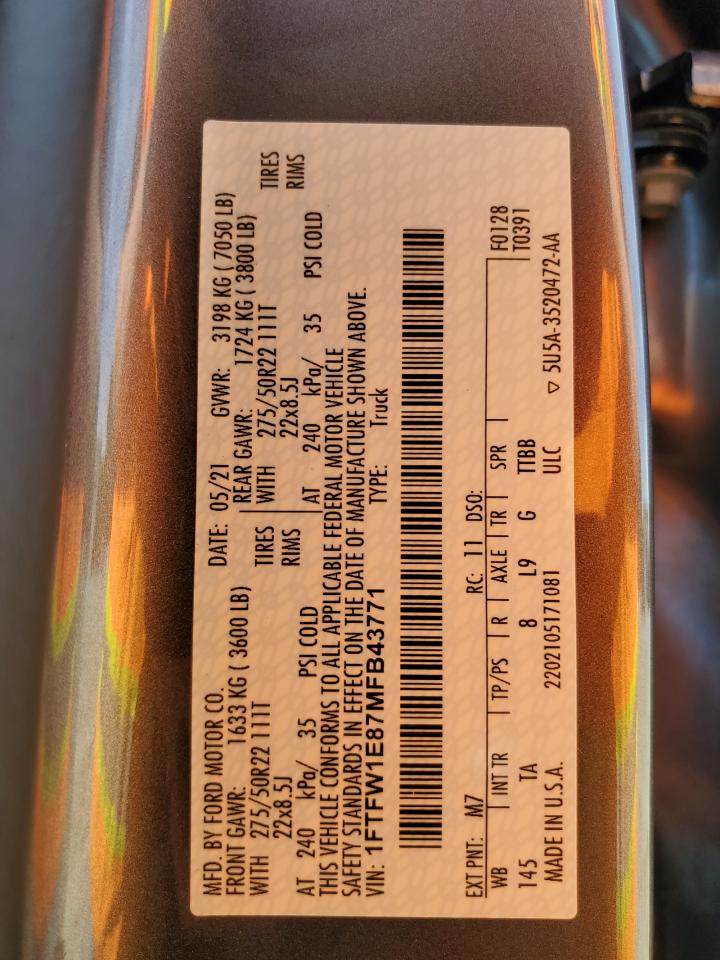 MFD. BY FORD MOTOR CO. DATE: 05/21 GVWR: 3198 KG ( 7050 LB)
FRONT GAWR: 1633 KG ( 3600 LB) REAR GAWR: 1724 KG ( 3800 LB)
WITH 275/50R22 111T TIRES WITH 275/50R22 111T TIRES
22x8.5J RIMS 22x8.5J RIMS
AT 240 kPa/ 35 PSI COLD AT 240 kPa/ 35 PSI COLD
THIS VEHICLE CONFORMS TO ALL APPLICABLE FEDERAL MOTOR VEHICLE
SAFETY STANDARDS IN EFFECT ON THE DATE OF MANUFACTURE SHOWN ABOVE.
VIN: 1FTFW1E87MFB43771 TYPE: Truck
EXT PNT: M7 RC: 11 DSO:
WB INT TR TP/PS R AXLE TR SPR F0128
145 TA 8 L9 G TTBB T0391
MADE IN U.S.A. 2202105171081 ULC ▽ 5U5A-3520472-AA